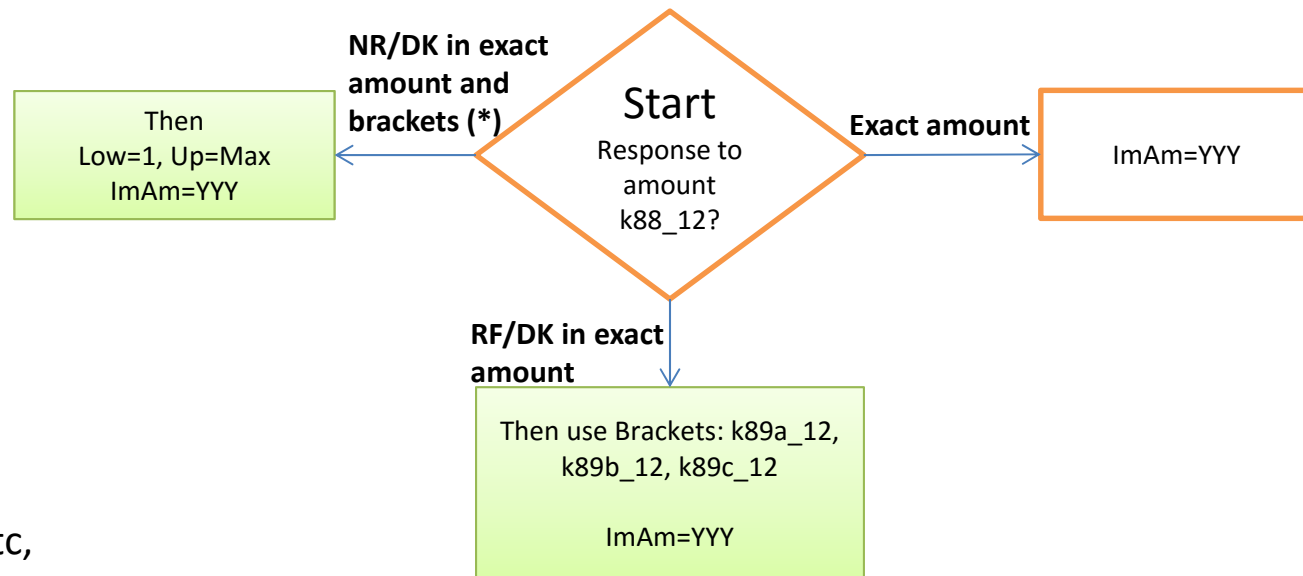 NR/DK in exact
amount and
brackets (*)
Then
Low=1, Up=Max
ImAm=YYY
Start
Response to
amount
k88_12?
Exact amount
ImAm=YYY
RF/DK in exact
amount
Then use Brackets: k89a_12,
k89b_12, k89c_12
ImAm=YYY
tc,